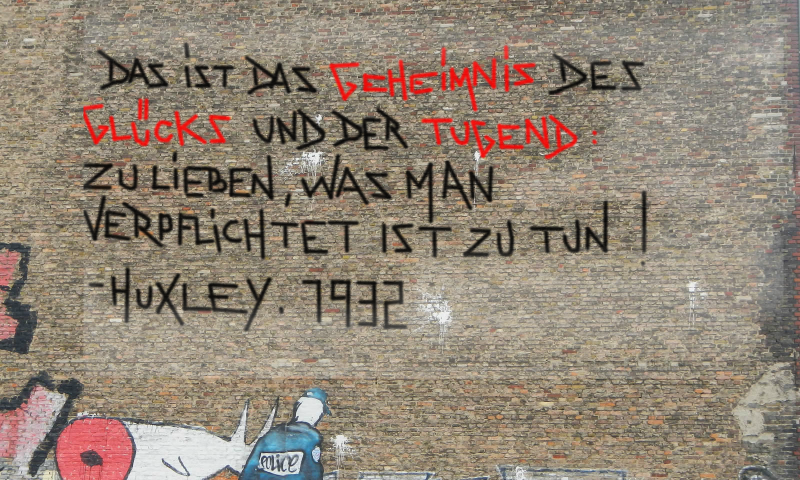 DAS iST DAS GEHEiMNiS DES
GLÜCKS UND DER TUGEND:
ZU LiEBEN, WAS MAN
VERPFLiCHTET IST ZU TUN!
-HUXLEY. 1932
POLICE